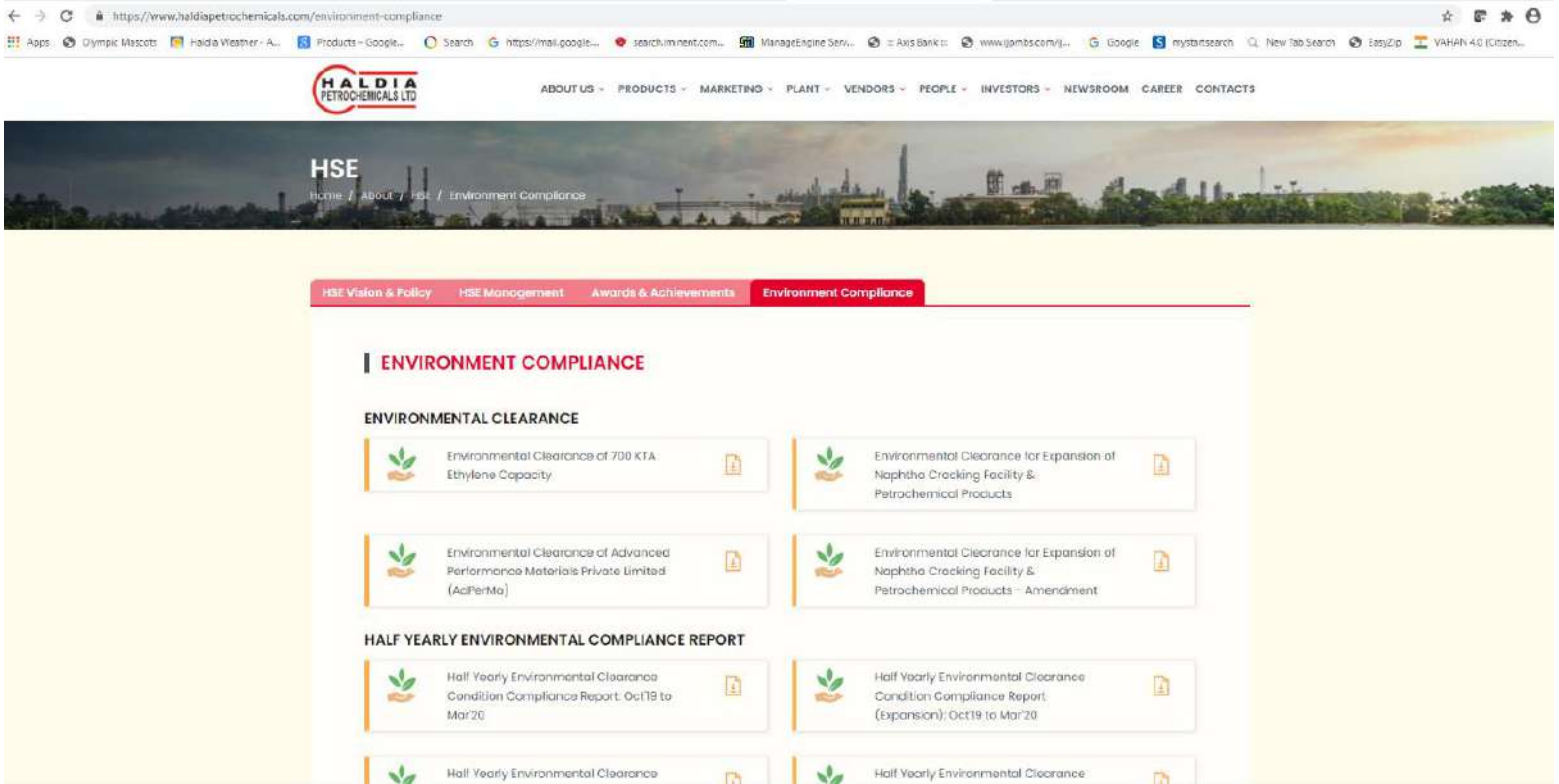 https://www.haldiapetrochemicals.com/environment-compliance
Apps Olympic Mascots Haldia Weather - A... Products - Google... Search https://mail.google... search.iminent.com... ManageEngine Serv... :: Axis Bank :: Google mystartsearch New Tab Search EasyZip VAHAN 4.0 (Citizen...
HALDIA
PETROCHEMICALS LTD
ABOUT US PRODUCTS MARKETING PLANT VENDORS PEOPLE INVESTORS NEWSROOM CAREER CONTACTS
HSE
Home / About / HSE / Environment Compliance
HSE Vision & Policy HSE Management Awards & Achievements Environment Compliance
ENVIRONMENT COMPLIANCE
ENVIRONMENTAL CLEARANCE
Environmental Clearance of 700 KTA
Ethylene Capacity
Environmental Clearance for Expansion of
Naphtha Cracking Facility &
Petrochemical Products
Environmental Clearance of Advanced
Performance Materials Private Limited
(AdPerMa)
Environmental Clearance for Expansion of
Naphtha Cracking Facility &
Petrochemical Products - Amendment
HALF YEARLY ENVIRONMENTAL COMPLIANCE REPORT
Half Yearly Environmental Clearance
Condition Compliance Report: Oct'19 to
Mar'20
Half Yearly Environmental Clearance
Condition Compliance Report
(Expansion): Oct'19 to Mar'20
Half Yearly Environmental Clearance
Half Yearly Environmental Clearance